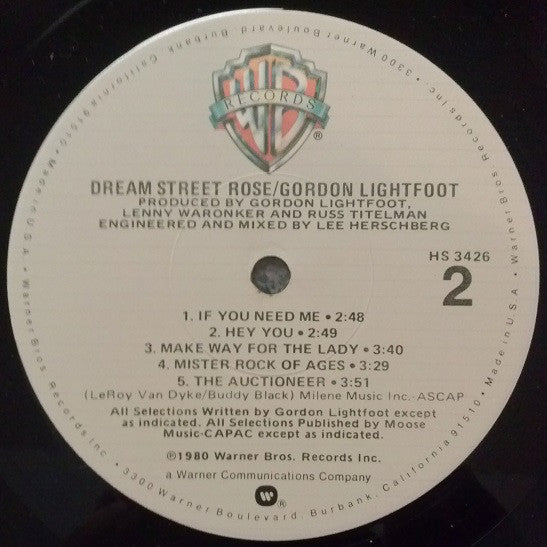 WB
RECORDS
®
DREAM STREET ROSE/GORDON LIGHTFOOT
PRODUCED BY GORDON LIGHTFOOT,
LENNY WARONKER AND RUSS TITELMAN
ENGINEERED AND MIXED BY LEE HERSCHBERG
HS 3426
2
1. IF YOU NEED ME • 2:48
2. HEY YOU • 2:49
3. MAKE WAY FOR THE LADY • 3:40
4. MISTER ROCK OF AGES • 3:29
5. THE AUCTIONEER • 3:51
(LeRoy Van Dyke/Buddy Black) Milene Music Inc.-ASCAP
All Selections Written by Gordon Lightfoot except
as indicated. All Selections Published by Moose
Music-CAPAC except as indicated.
℗1980 Warner Bros. Records Inc.
a Warner Communications Company
W ®
Warner Bros. Records Inc. • 3300 Warner Boulevard, Burbank, California 91510 • Made in U.S.A. • Warner Bros. Records Inc. • 3300 Warner Boulevard, Burbank, California 91510 • Made in U.S.A. •